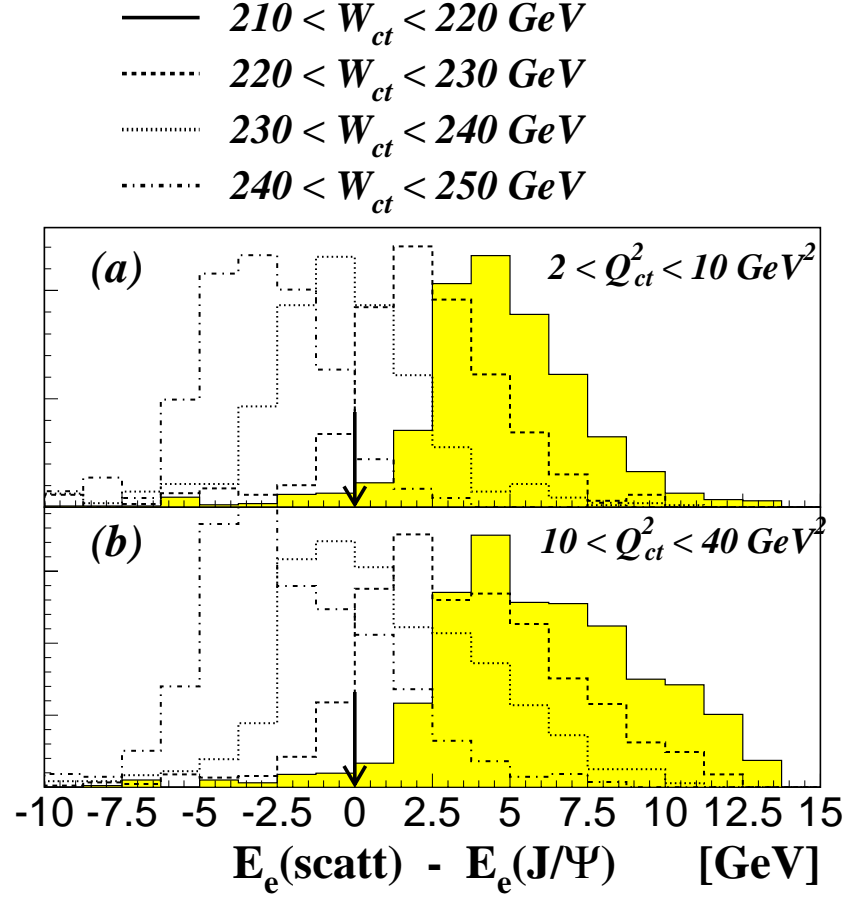 210 < W_ct < 220 GeV
220 < W_ct < 230 GeV
230 < W_ct < 240 GeV
240 < W_ct < 250 GeV
(a) 2 < Q²_ct < 10 GeV²
(b) 10 < Q²_ct < 40 GeV²
-10 -7.5 -5 -2.5 0 2.5 5 7.5 10 12.5 15
E_e(scatt) - E_e(J/Ψ) [GeV]